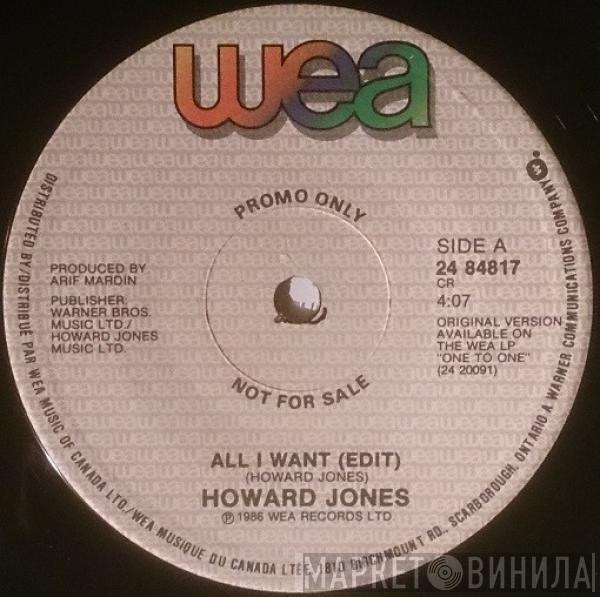 wea
PROMO ONLY
SIDE A
24 84817
CR
4:07
ORIGINAL VERSION
AVAILABLE ON
THE WEA LP
"ONE TO ONE"
(24 20091)
PRODUCED BY
ARIF MARDIN
PUBLISHER:
WARNER BROS.
MUSIC LTD./
HOWARD JONES
MUSIC LTD.
NOT FOR SALE
ALL I WANT (EDIT)
(HOWARD JONES)
HOWARD JONES
℗ 1986 WEA RECORDS LTD
DISTRIBUTED BY/DISTRIBUÉ PAR WEA MUSIC OF CANADA LTD./WEA MUSIQUE DU CANADA LTÉE, 1810 BIRCHMOUNT RD., SCARBOROUGH, ONTARIO A WARNER COMMUNICATIONS COMPANY
МАРКЕТ ВИНИЛА